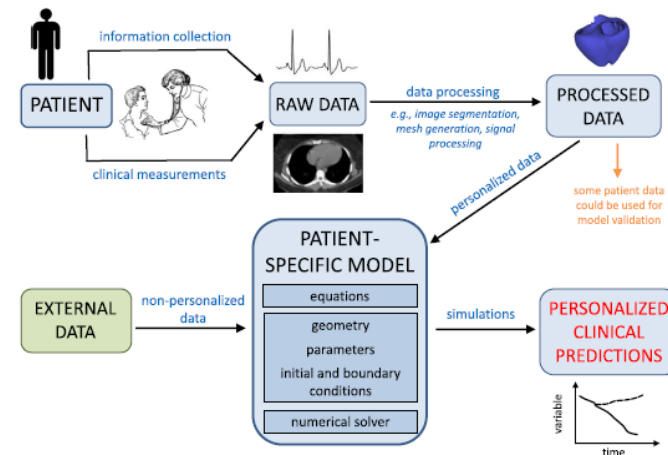 information collection
PATIENT
clinical measurements
RAW DATA
data processing
e.g., image segmentation,
mesh generation, signal
processing
PROCESSED
DATA
some patient data
could be used for
model validation
personalized data
PATIENT-
SPECIFIC MODEL
equations
geometry
parameters
initial and boundary
conditions
numerical solver
EXTERNAL
DATA
non-personalized
data
simulations
PERSONALIZED
CLINICAL
PREDICTIONS
variable
time